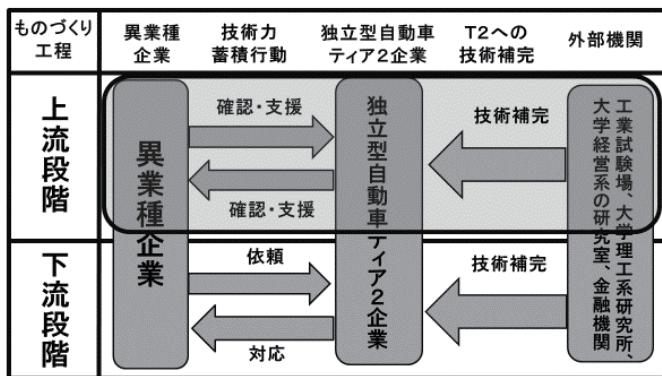 ものづくり
工程
異業種
企業
技術力
蓄積行動
独立型自動車
ティア2企業
T2への
技術補完
外部機関
上流段階
確認・支援
技術補完
確認・支援
異業種企業
独立型自動車ティア2企業
工業試験場、大学理工系研究所、
大学経営系の研究室、金融機関
下流段階
依頼
技術補完
対応